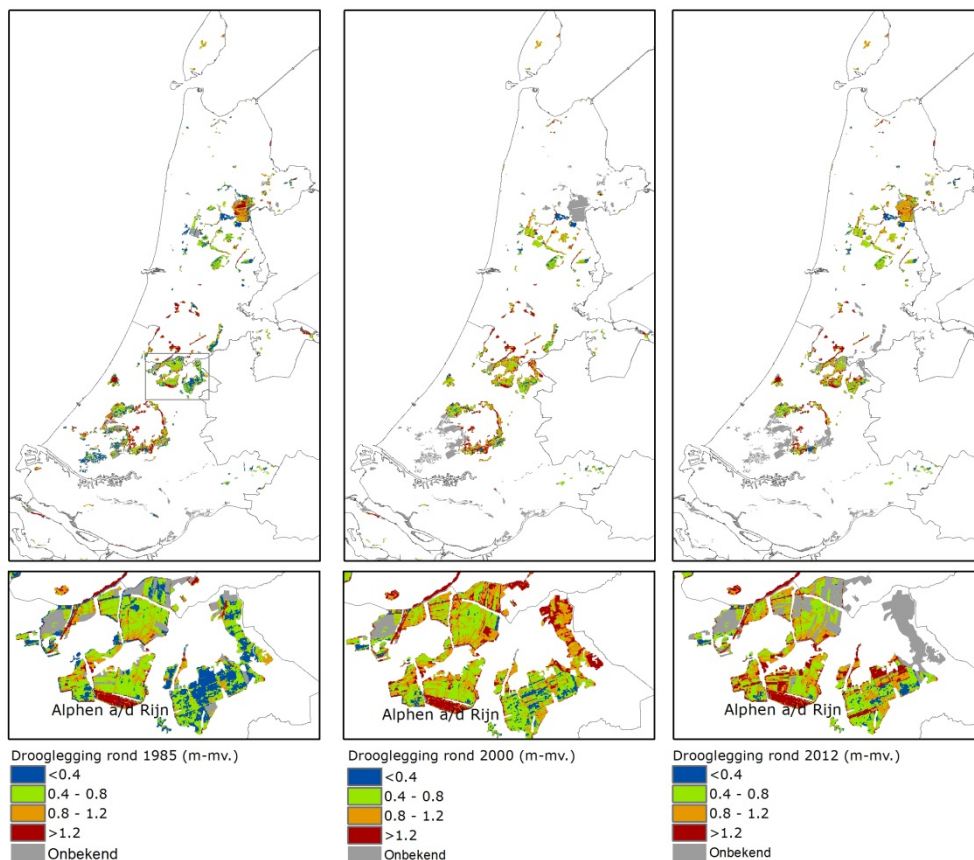 Alphen a/d Rijn
Drooglegging rond 1985 (m-mv.)
<0.4
0.4 - 0.8
0.8 - 1.2
>1.2
Onbekend
Alphen a/d Rijn
Drooglegging rond 2000 (m-mv.)
<0.4
0.4 - 0.8
0.8 - 1.2
>1.2
Onbekend
Alphen a/d Rijn
Drooglegging rond 2012 (m-mv.)
<0.4
0.4 - 0.8
0.8 - 1.2
>1.2
Onbekend